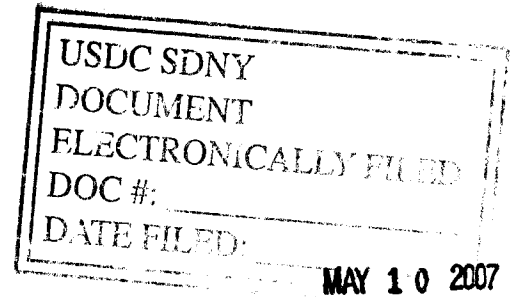 USDC SDNY
DOCUMENT
ELECTRONICALLY FILED
DOC #:
DATE FILED:
MAY 10 2007